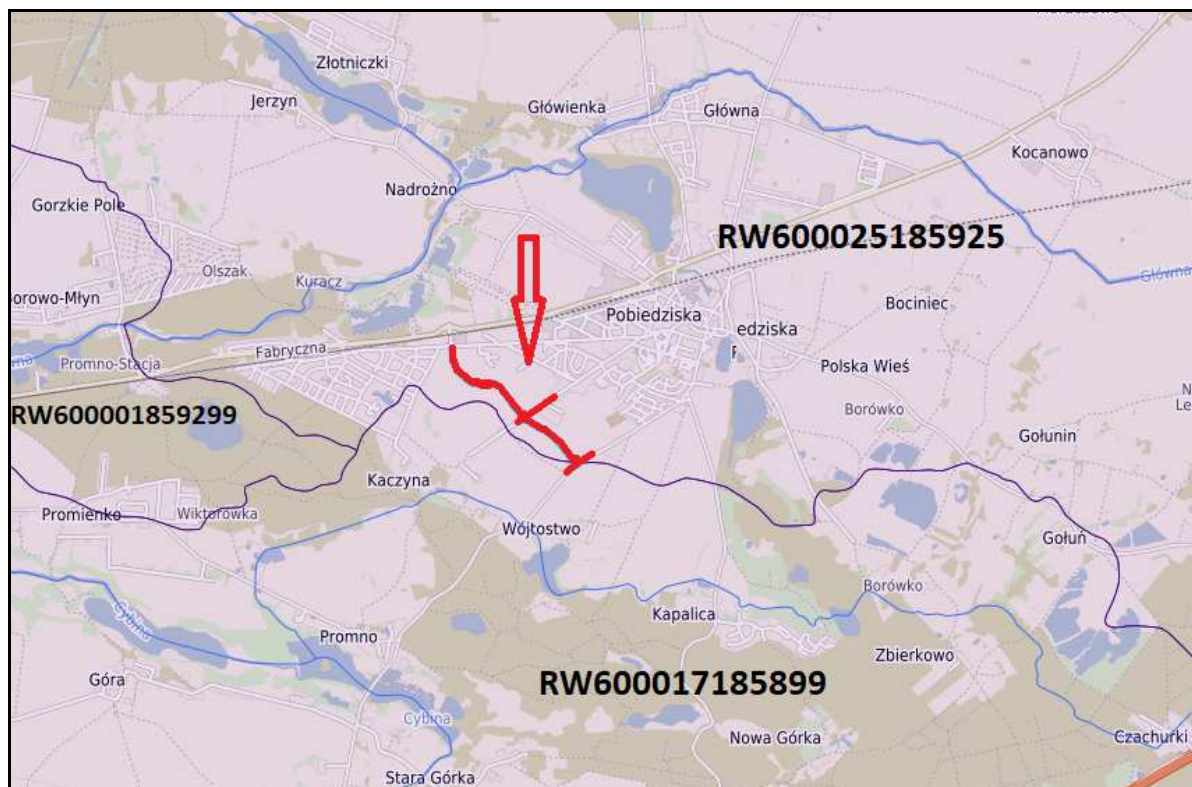 Złotniczki
Jerzyn
Główienka
Główna
Kocanowo
Nadrożno
Gorzkie Pole
RW600025185925
Olszak
Główna
Kuracz
orowo-Młyn
Bociniec
Pobiedziska
edziska
Fabryczna
Promno-Stacja
Polska Wieś
RW600001859299
Borówko
Gołunin
Kaczyna
Promienko
Wiktorówka
Wójtostwo
Gołuń
Borówko
Cybina
Kapalica
Promno
Zbierkowo
Góra
RW600017185899
Cybina
Nowa Górka
Czachurki
Stara Górka